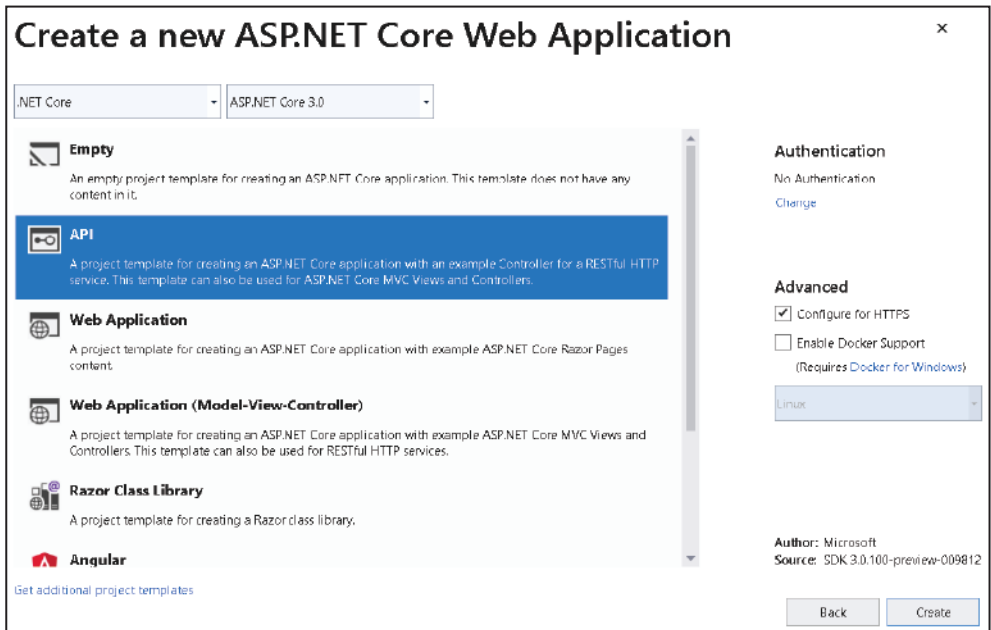 Create a new ASP.NET Core Web Application
.NET Core
ASP.NET Core 3.0
Empty
An empty project template for creating an ASP.NET Core application. This template does not have any
content in it.
API
A project template for creating an ASP.NET Core application with an example Controller for a RESTful HTTP
service. This template can also be used for ASP.NET Core MVC Views and Controllers.
Web Application
A project template for creating an ASP.NET Core application with example ASP.NET Core Razor Pages
content.
Web Application (Model-View-Controller)
A project template for creating an ASP.NET Core application with example ASP.NET Core MVC Views and
Controllers. This template can also be used for RESTful HTTP services.
Razor Class Library
A project template for creating a Razor class library.
Angular
Get additional project templates
Authentication
No Authentication
Change
Advanced
Configure for HTTPS
Enable Docker Support
(Requires Docker for Windows)
Linux
Author: Microsoft
Source: SDK 3.0.100-preview-009812
Back
Create